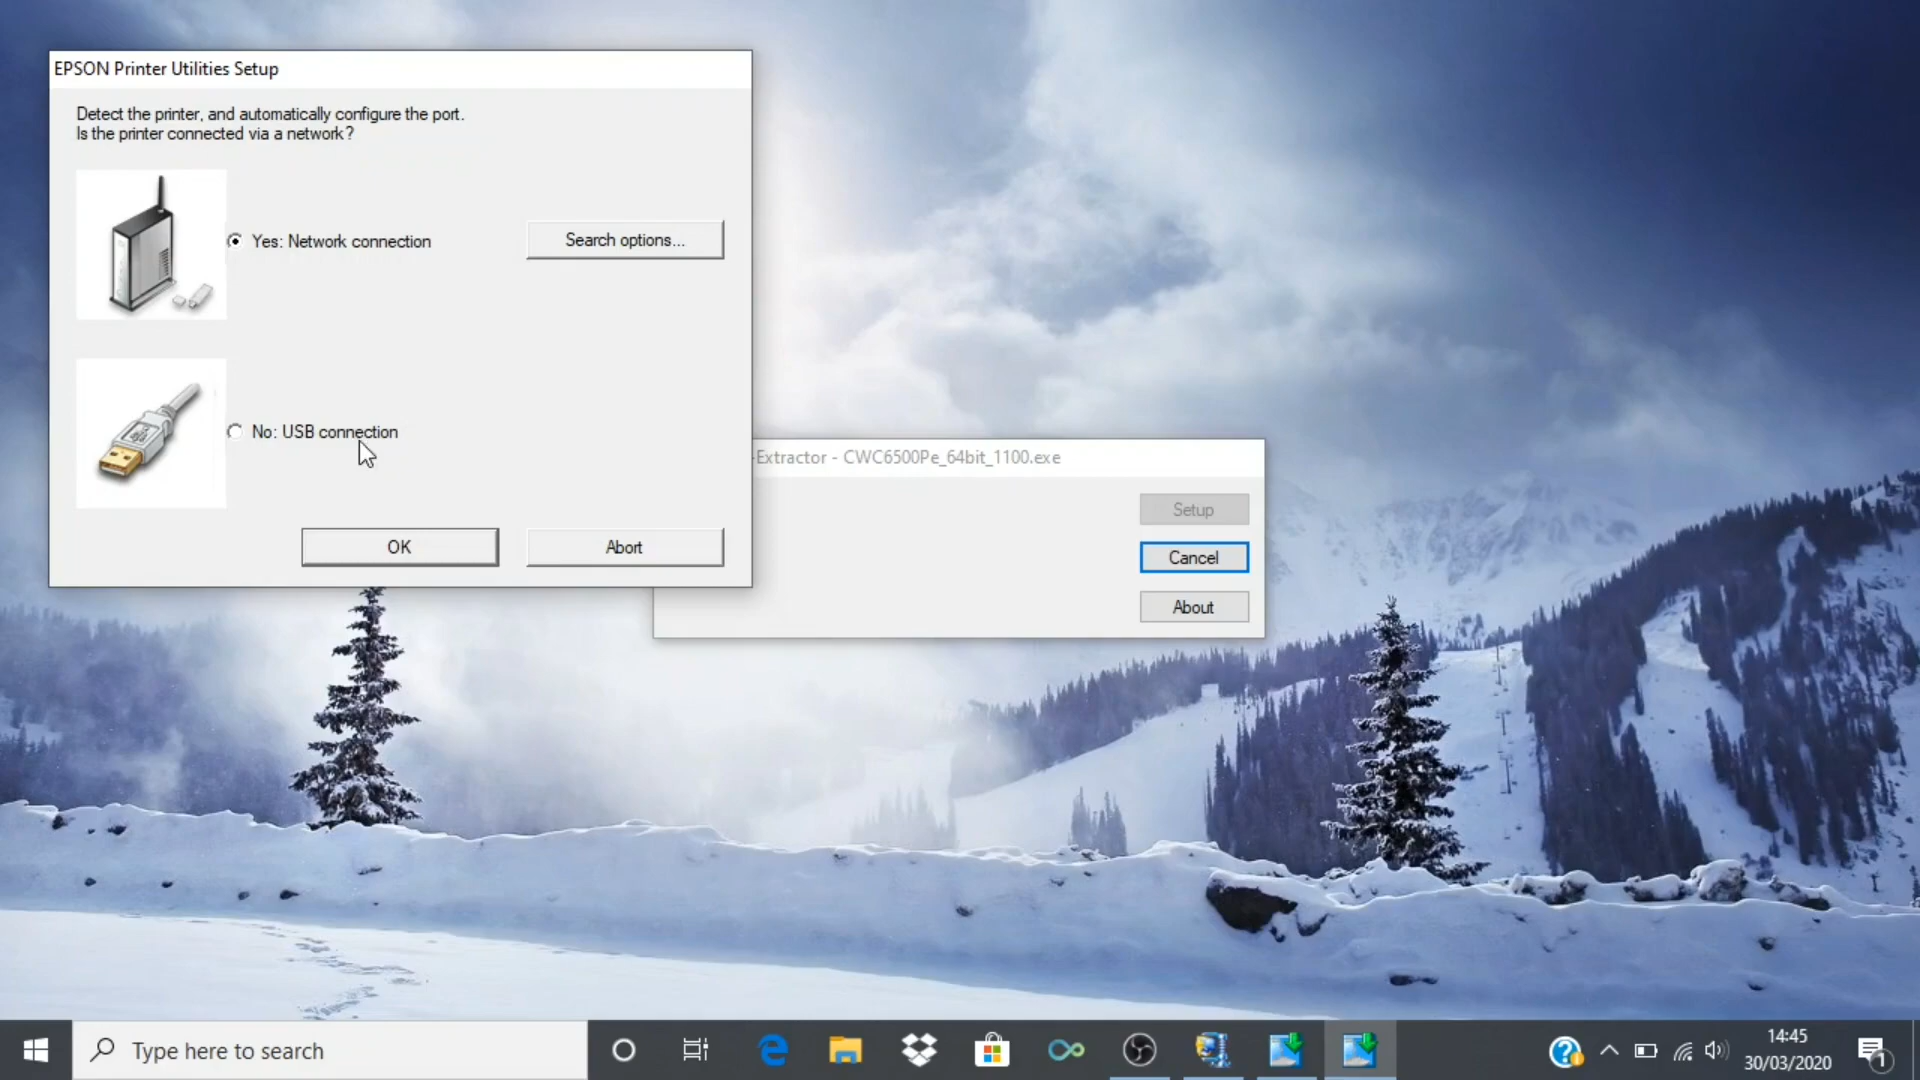 EPSON Printer Utilities Setup
Detect the printer, and automatically configure the port.
Is the printer connected via a network?
Yes: Network connection
Search options...
No: USB connection
OK
Abort
-Extractor - CWC6500Pe_64bit_1100.exe
Setup
Cancel
About
Type here to search
14:45
30/03/2020
1